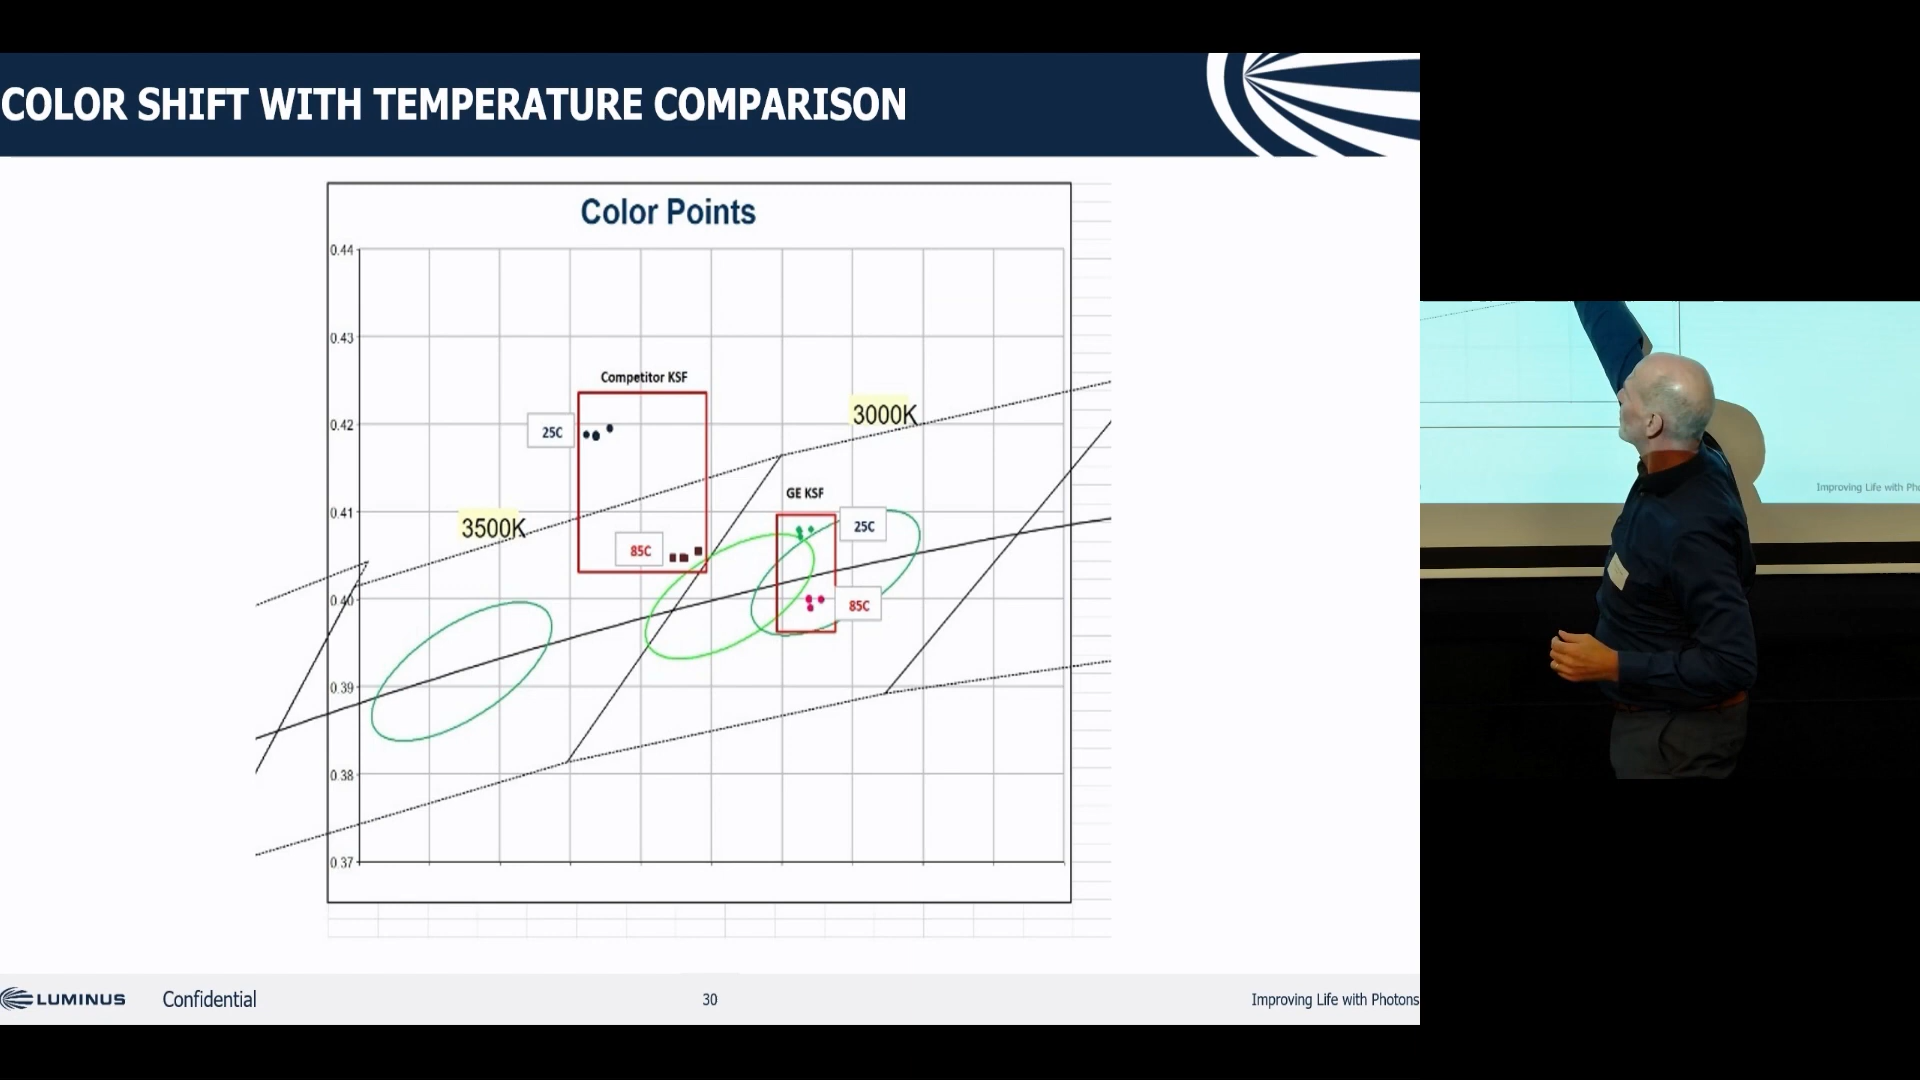 COLOR SHIFT WITH TEMPERATURE COMPARISON
Color Points
0.44
0.43
Competitor KSF
3000K
0.42
25C
GE KSF
0.41
3500K
25C
85C
0.40
85C
0.39
0.38
0.37
LUMINUS
Confidential
30
Improving Life with Photons
Improving Life with Pho